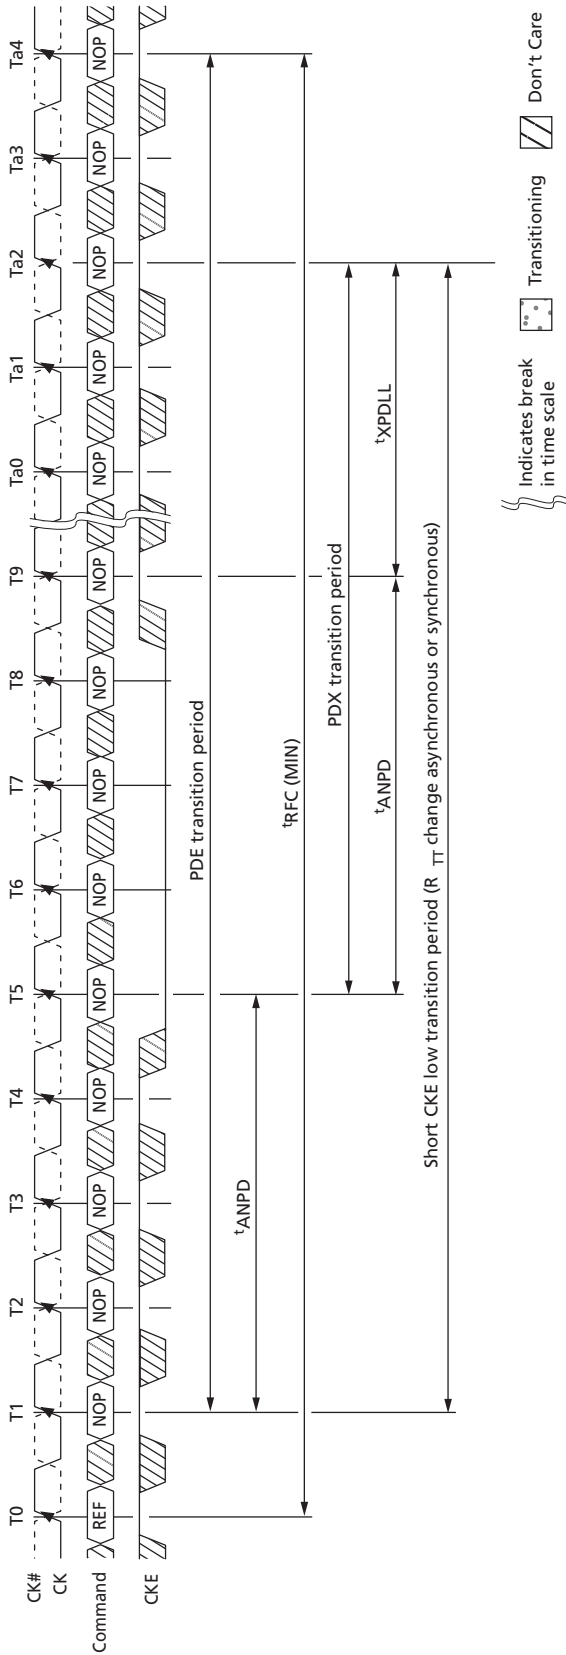 T0 T1 T2 T3 T4 T5 T6 T7 T8 T9 Ta0 Ta1 Ta2 Ta3 Ta4
CK#
CK
Command REF NOP NOP NOP NOP NOP NOP NOP NOP NOP NOP NOP NOP NOP NOP
CKE
PDE transition period
tANPD
tRFC (MIN)
PDX transition period
tANPD tXPDLL
Short CKE low transition period (R TT change asynchronous or synchronous)
Indicates break
in time scale
Transitioning
Don't Care